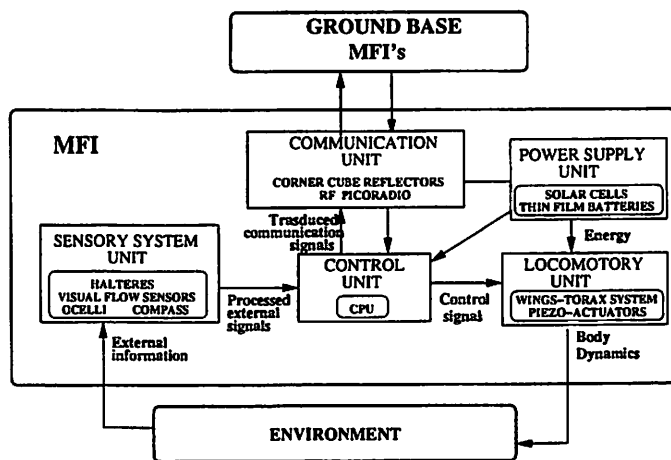 GROUND BASE
MFI's
MFI
COMMUNICATION
UNIT
CORNER CUBE REFLECTORS
RF PICORADIO
POWER SUPPLY
UNIT
SOLAR CELLS
THIN FILM BATTERIES
Trasduced
communication
signals
Energy
SENSORY SYSTEM
UNIT
HALTERES
VISUAL FLOW SENSORS
OCELLI COMPASS
Processed
external
signals
CONTROL
UNIT
CPU
Control
signal
LOCOMOTORY
UNIT
WINGS-TORAX SYSTEM
PIEZO-ACTUATORS
External
information
Body
Dynamics
ENVIRONMENT